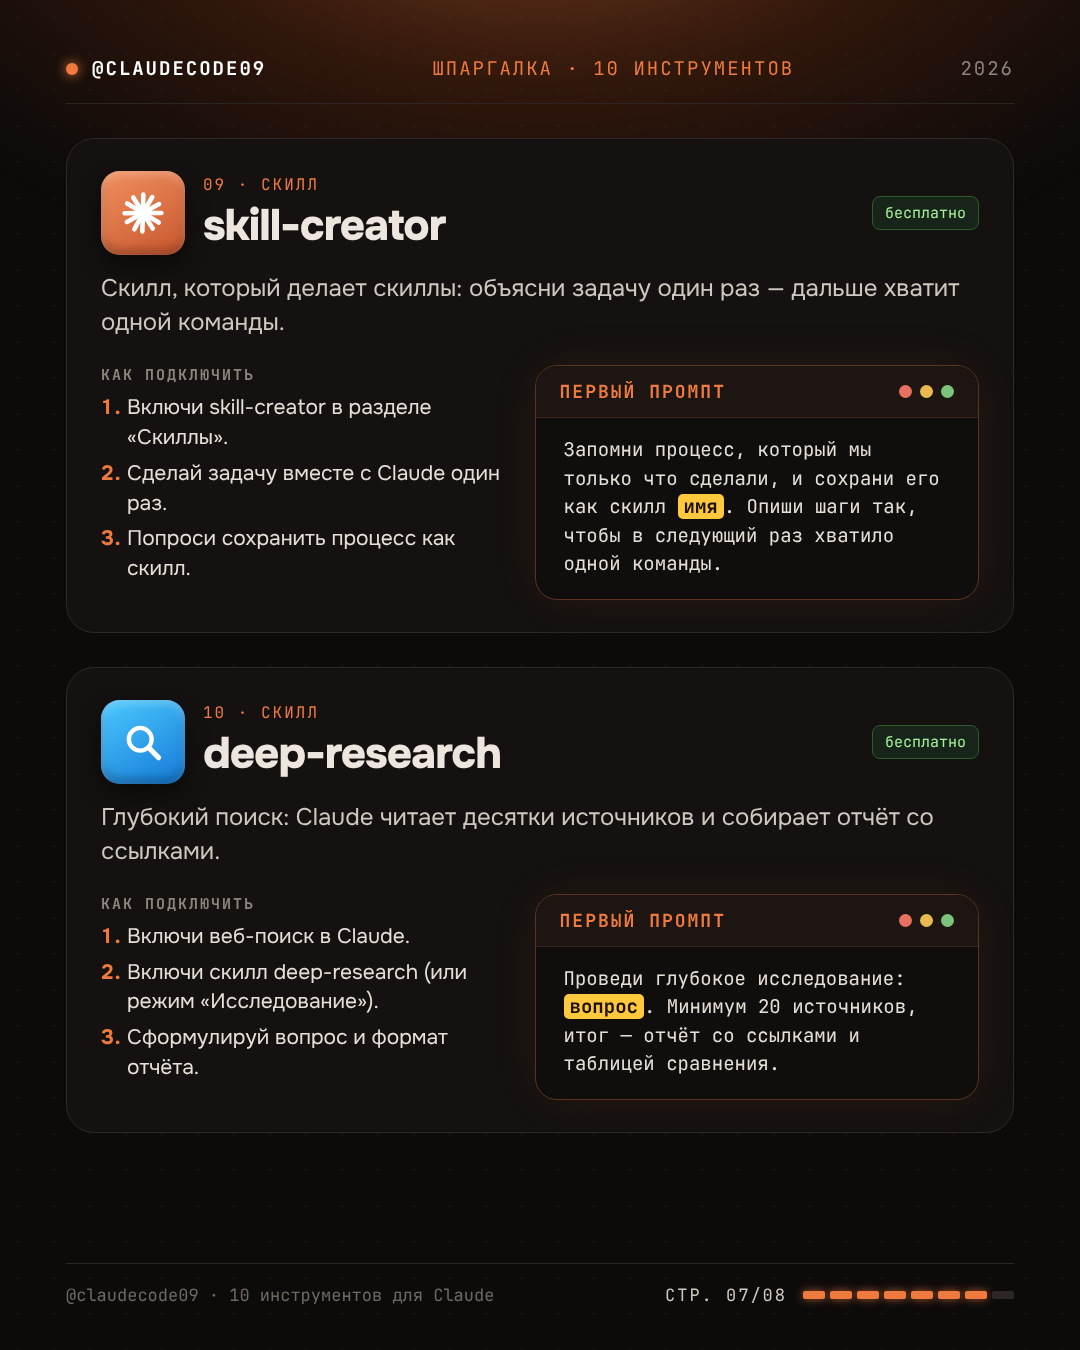 @CLAUDECODE09
ШПАРГАЛКА · 10 ИНСТРУМЕНТОВ
2026
09 · СКИЛЛ
skill-creator
бесплатно
Скилл, который делает скиллы: объясни задачу один раз — дальше хватит
одной команды.
КАК ПОДКЛЮЧИТЬ
1. Включи skill-creator в разделе
«Скиллы».
2. Сделай задачу вместе с Claude один
раз.
3. Попроси сохранить процесс как
скилл.
ПЕРВЫЙ ПРОМПТ
Запомни процесс, который мы
только что сделали, и сохрани его
как скилл имя. Опиши шаги так,
чтобы в следующий раз хватило
одной команды.
10 · СКИЛЛ
deep-research
бесплатно
Глубокий поиск: Claude читает десятки источников и собирает отчёт со
ссылками.
КАК ПОДКЛЮЧИТЬ
1. Включи веб-поиск в Claude.
2. Включи скилл deep-research (или
режим «Исследование»).
3. Сформулируй вопрос и формат
отчёта.
ПЕРВЫЙ ПРОМПТ
Проведи глубокое исследование:
вопрос. Минимум 20 источников,
итог — отчёт со ссылками и
таблицей сравнения.
@claudecode09 · 10 инструментов для Claude
СТР. 07/08